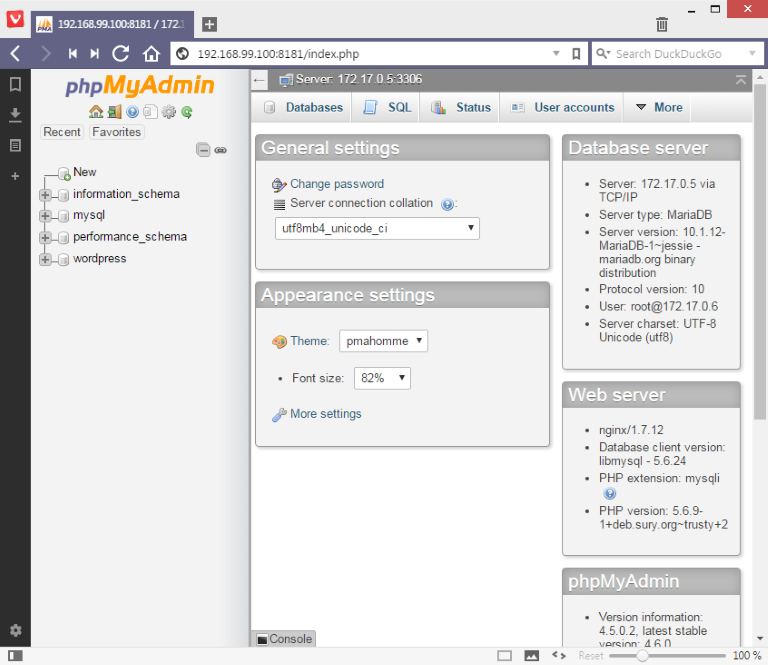 192.168.99.100:8181 / 172.1
192.168.99.100:8181/index.php
Search DuckDuckGo
phpMyAdmin
Recent
Favorites
New
information_schema
mysql
performance_schema
wordpress
Server: 172.17.0.5:3306
Databases
SQL
Status
User accounts
More
General settings
Change password
Server connection collation :
utf8mb4_unicode_ci
Appearance settings
Theme:
pmahomme
Font size:
82%
More settings
Database server
Server: 172.17.0.5 via
TCP/IP
Server type: MariaDB
Server version: 10.1.12-
MariaDB-1~jessie -
mariadb.org binary
distribution
Protocol version: 10
User: root@172.17.0.6
Server charset: UTF-8
Unicode (utf8)
Web server
nginx/1.7.12
Database client version:
libmysql - 5.6.24
PHP extension: mysqli
PHP version: 5.6.9-
1+deb.sury.org~trusty+2
phpMyAdmin
Version information:
4.5.0.2, latest stable
version: 4.6.0
Console
Reset
100 %